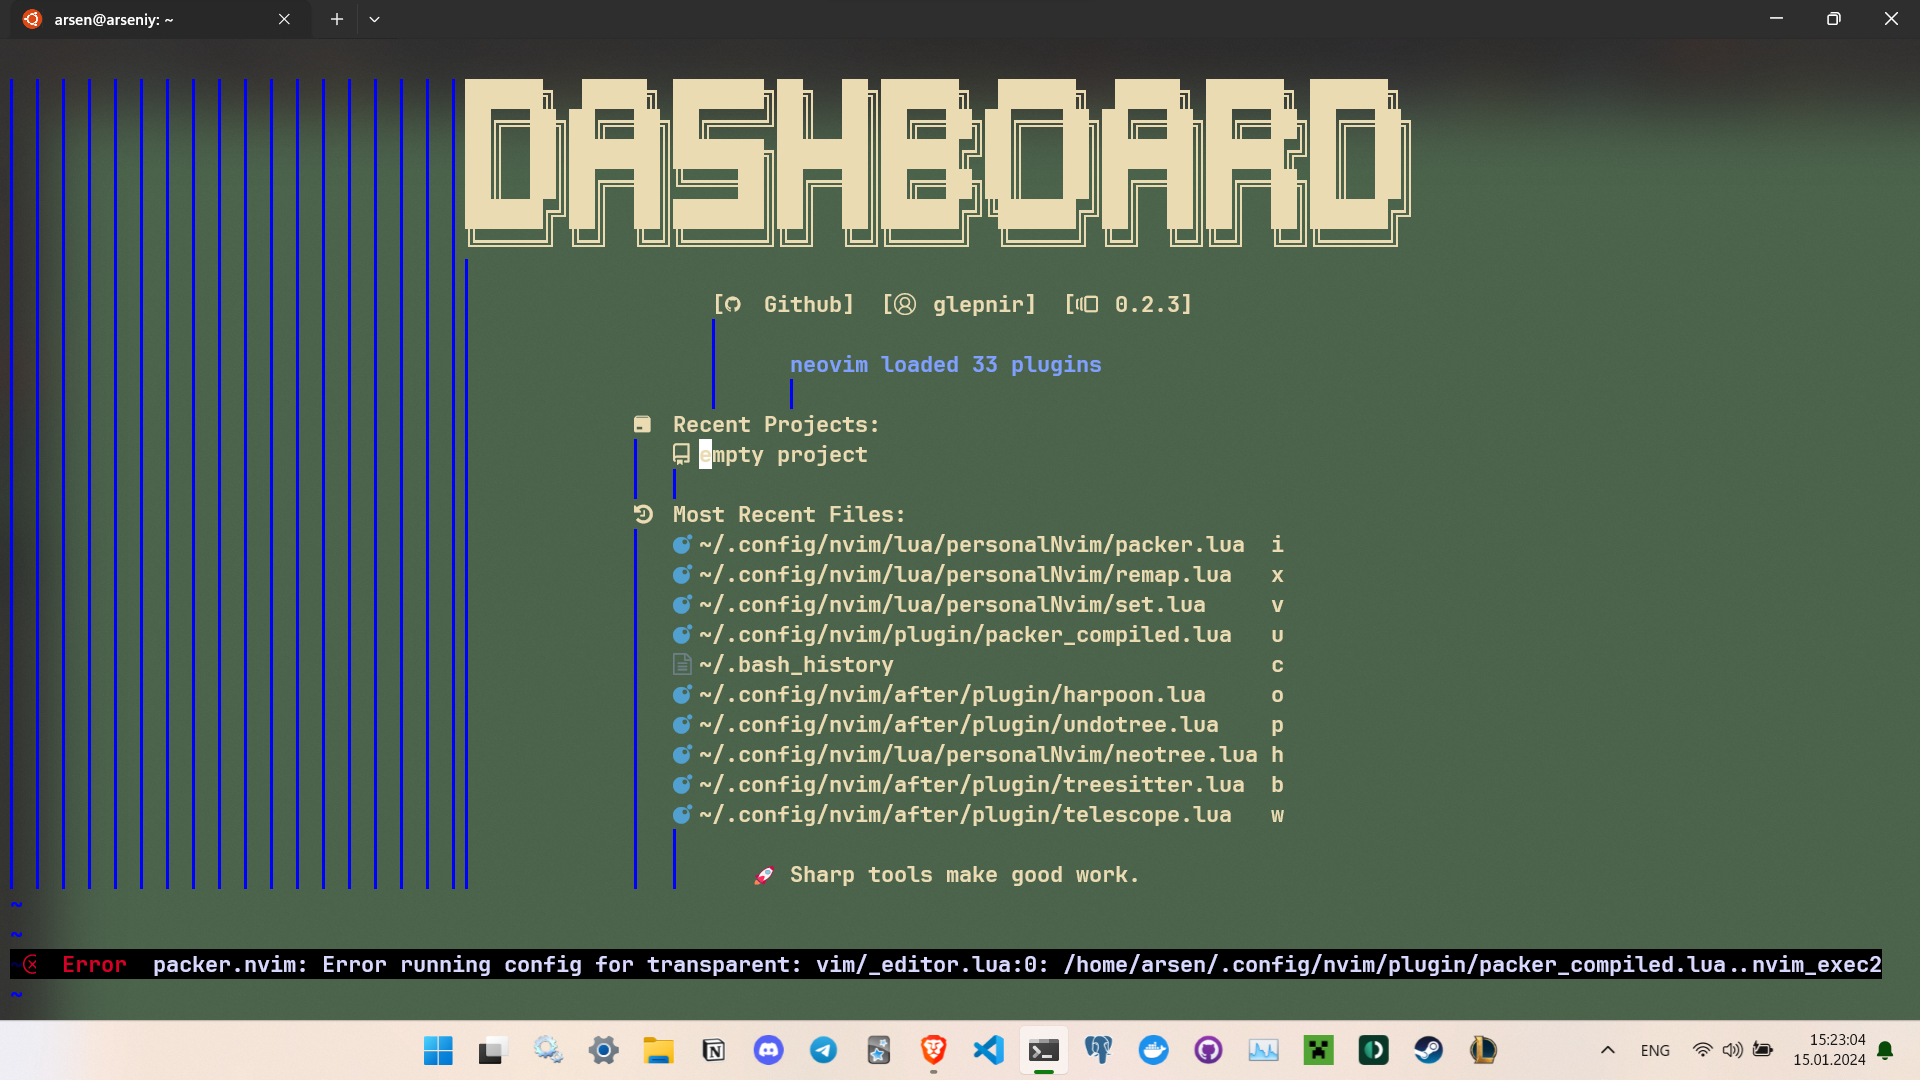 arsen@arseniy: ~
DASHBOARD
[ Github] [ glepnir] [ 0.2.3]
neovim loaded 33 plugins
Recent Projects:
empty project
Most Recent Files:
~/.config/nvim/lua/personalNvim/packer.lua i
~/.config/nvim/lua/personalNvim/remap.lua x
~/.config/nvim/lua/personalNvim/set.lua v
~/.config/nvim/plugin/packer_compiled.lua u
~/.bash_history c
~/.config/nvim/after/plugin/harpoon.lua o
~/.config/nvim/after/plugin/undotree.lua p
~/.config/nvim/lua/personalNvim/neotree.lua h
~/.config/nvim/after/plugin/treesitter.lua b
~/.config/nvim/after/plugin/telescope.lua w
🚀 Sharp tools make good work.
~
~
Error packer.nvim: Error running config for transparent: vim/_editor.lua:0: /home/arsen/.config/nvim/plugin/packer_compiled.lua..nvim_exec2
~
ENG
15:23:04
15.01.2024